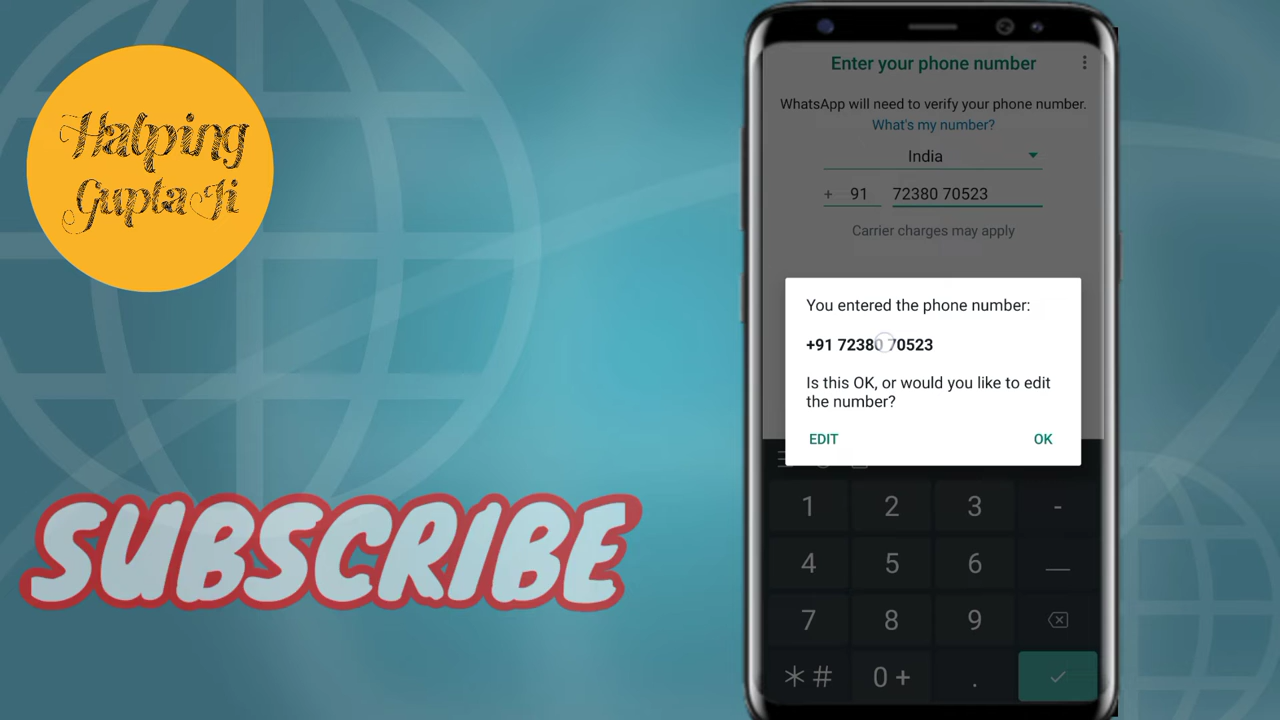 Halping
Gupta Ji
SUBSCRIBE
Enter your phone number
WhatsApp will need to verify your phone number.
What's my number?
India
+ 91 72380 70523
Carrier charges may apply
You entered the phone number:
+91 72380 70523
Is this OK, or would you like to edit
the number?
EDIT OK
1 2 3 -
4 5 6
7 8 9
*# 0 + .